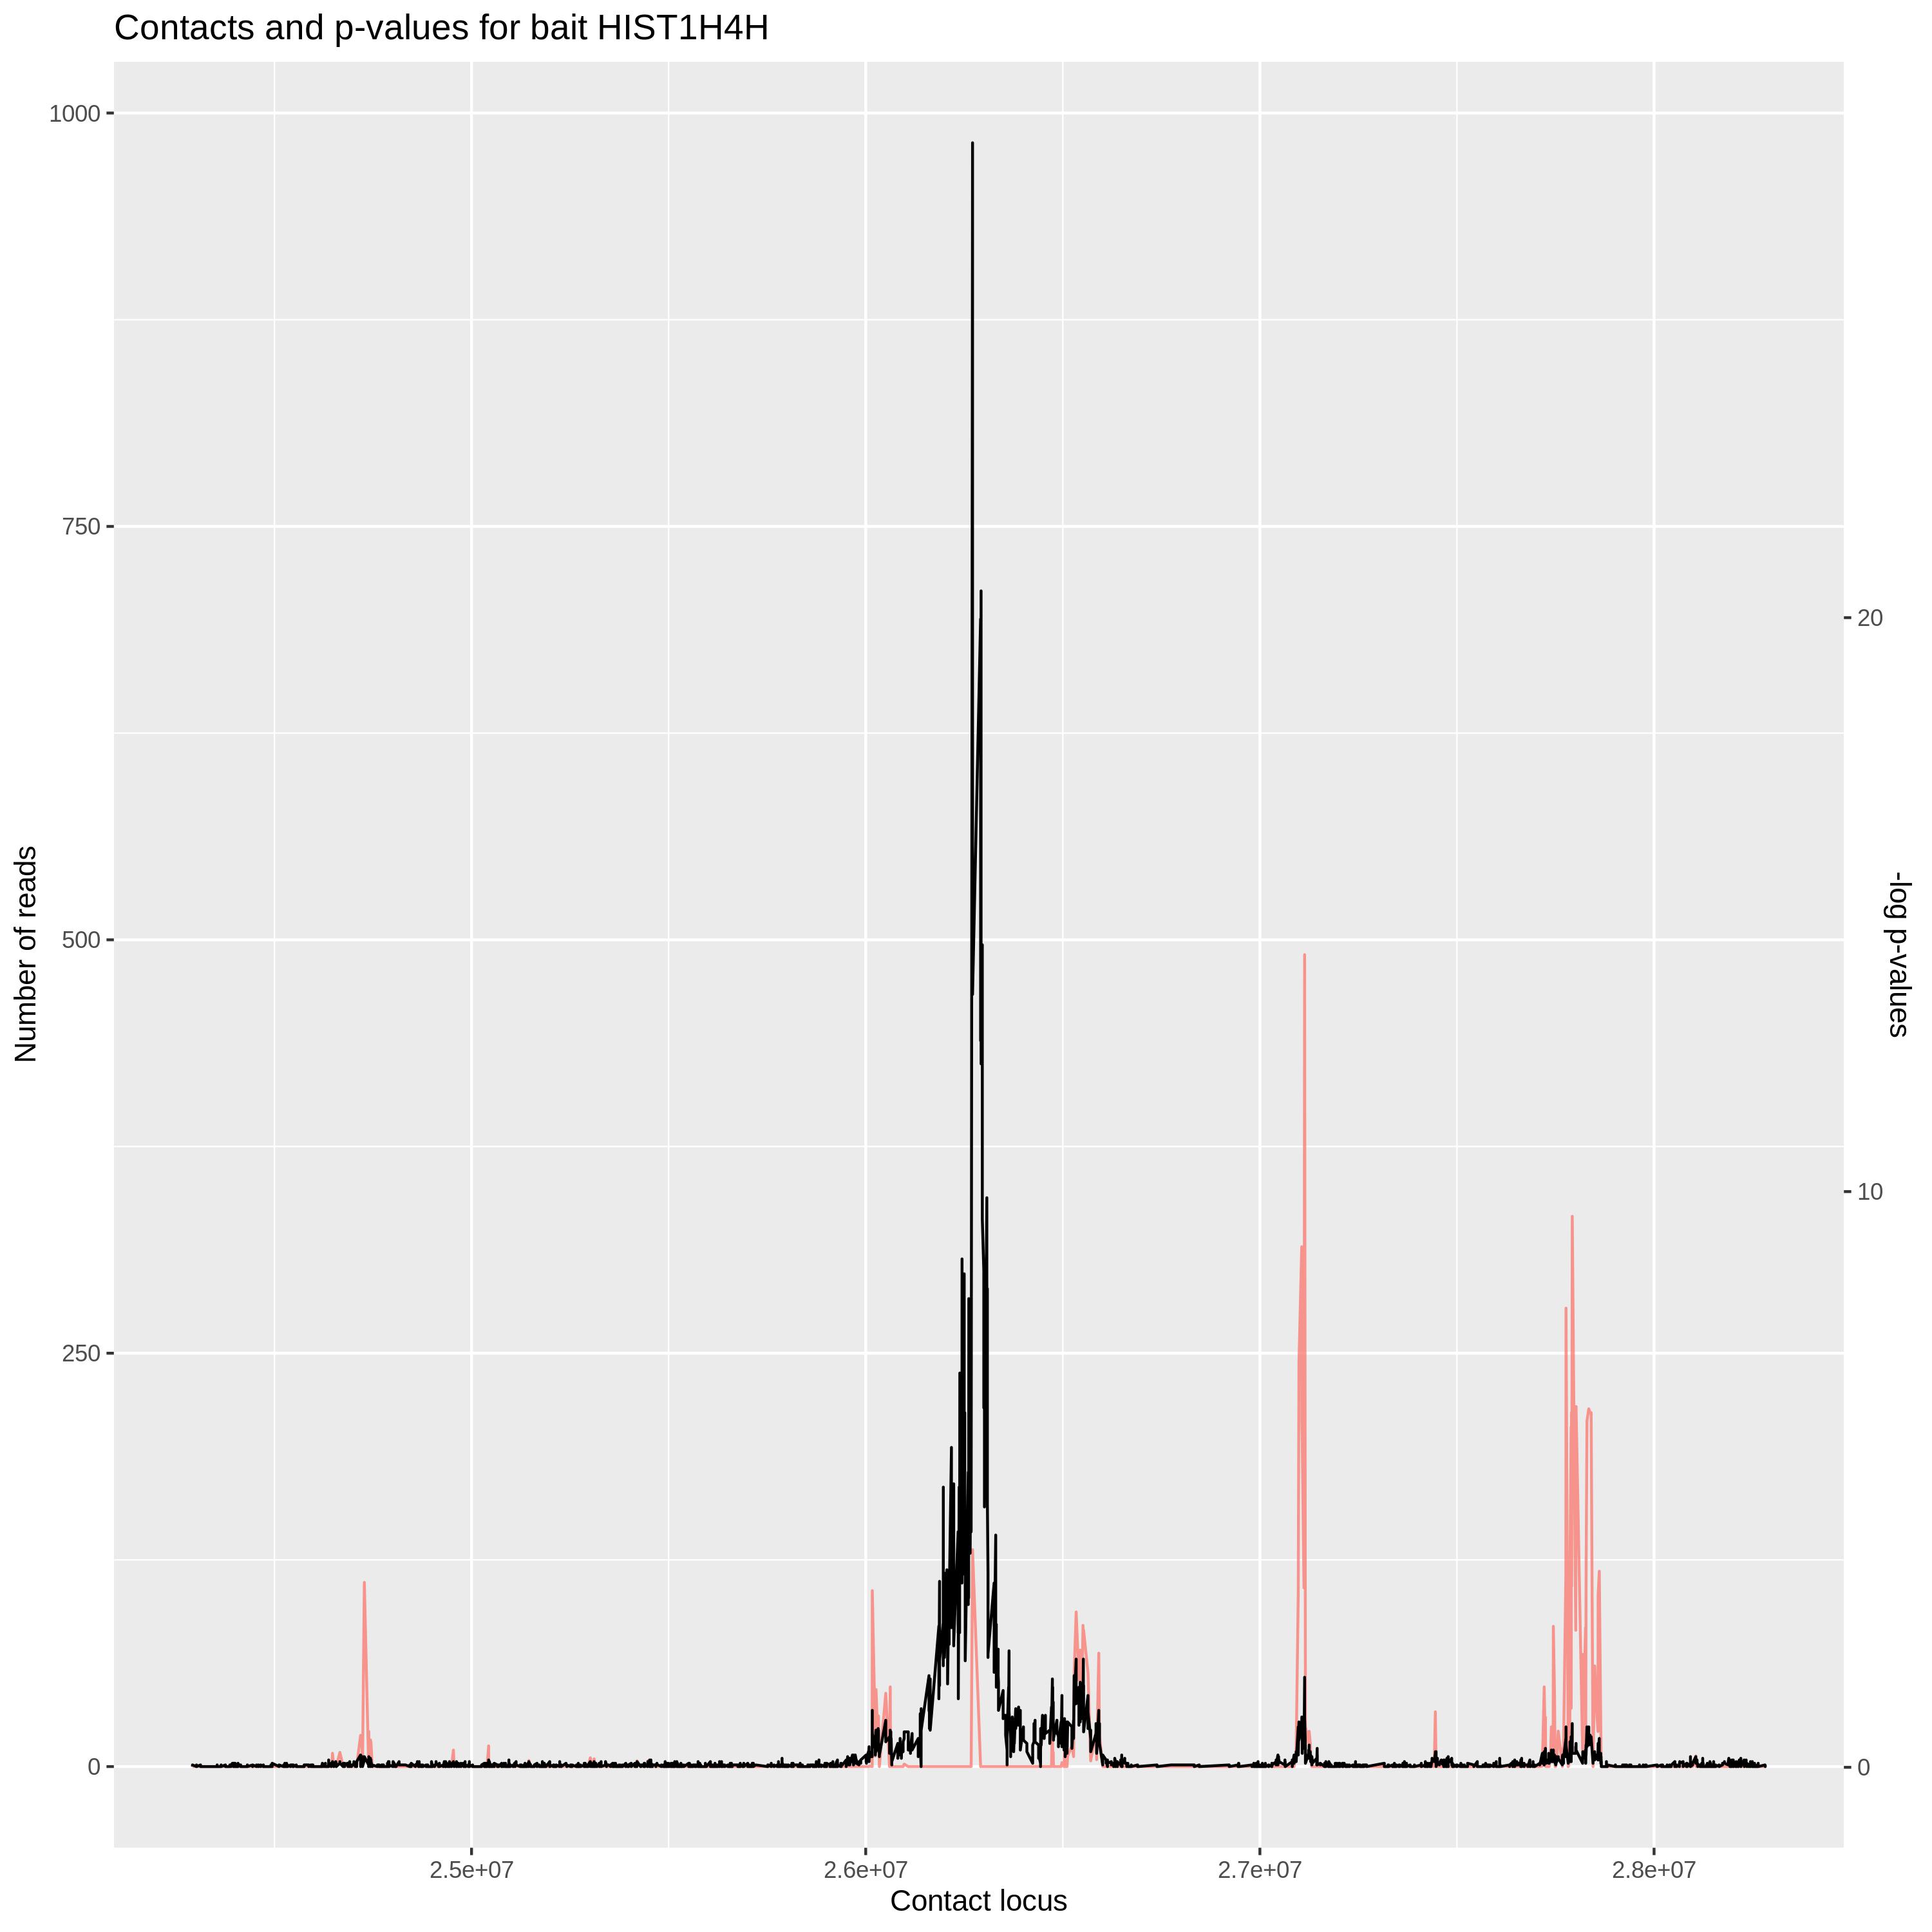 Contacts and p-values for bait HIST1H4H
1000
750
500
250
0
Number of reads
20
10
0
-log p-values
2.5e+07
2.6e+07
2.7e+07
2.8e+07
Contact locus